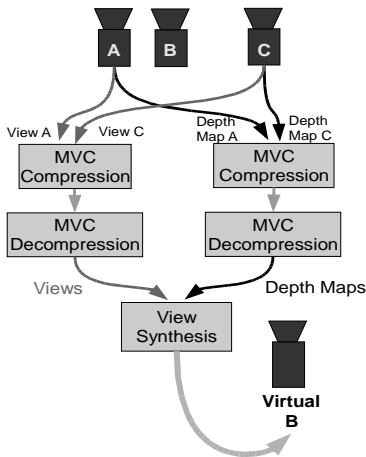 A
B
C
View A
View C
Depth
Map A
Depth
Map C
MVC
Compression
MVC
Compression
MVC
Decompression
MVC
Decompression
Views
Depth Maps
View
Synthesis
Virtual
B